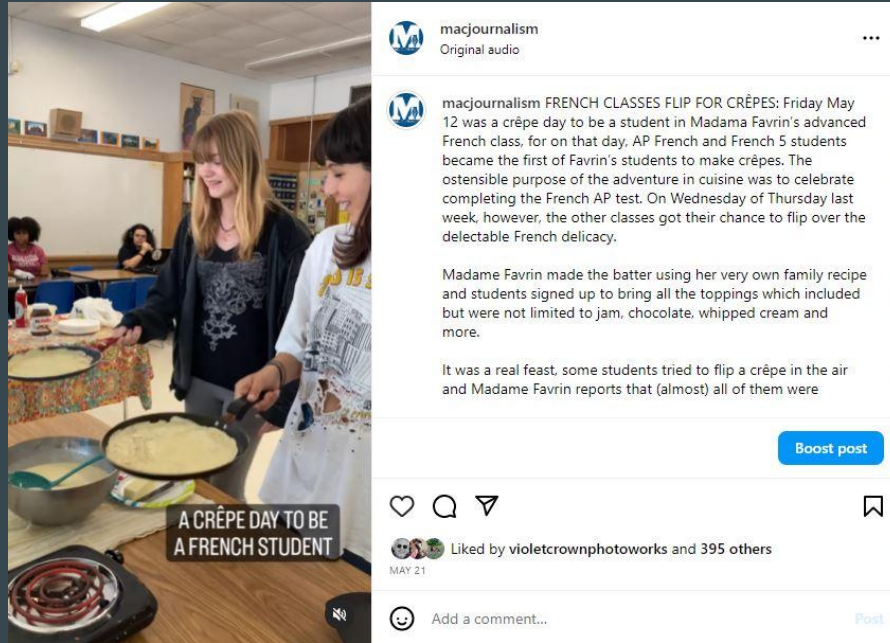 macjournalism
Original audio
macjournalism FRENCH CLASSES FLIP FOR CRÊPES: Friday May
12 was a crêpe day to be a student in Madama Favrin's advanced
French class, for on that day, AP French and French 5 students
became the first of Favrin's students to make crêpes. The
ostensible purpose of the adventure in cuisine was to celebrate
completing the French AP test. On Wednesday of Thursday last
week, however, the other classes got their chance to flip over the
delectable French delicacy.
Madame Favrin made the batter using her very own family recipe
and students signed up to bring all the toppings which included
but were not limited to jam, chocolate, whipped cream and
more.
It was a real feast, some students tried to flip a crêpe in the air
and Madame Favrin reports that (almost) all of them were
Boost post
Liked by violetcrownphotoworks and 395 others
MAY 21
Add a comment...
Post
A CRÊPE DAY TO BE
A FRENCH STUDENT